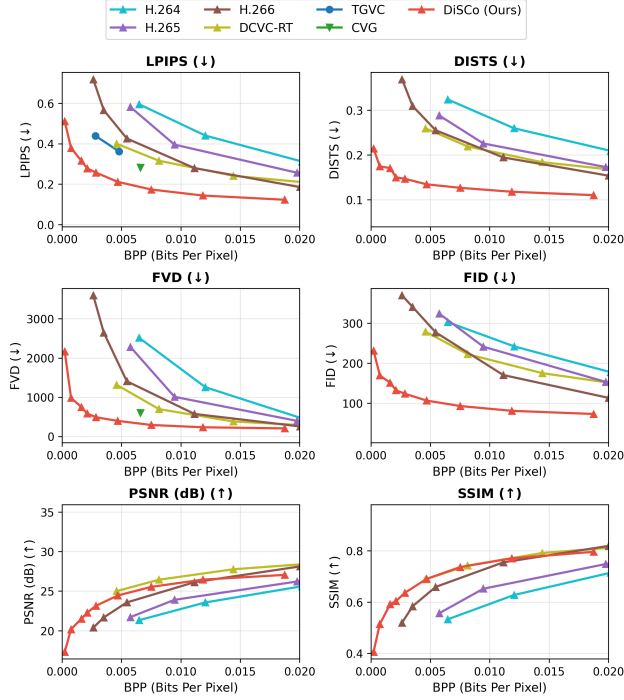 H.264 H.266 TGVC DiSCo (Ours)
H.265 DCVC-RT CVG
LPIPS (↓) DISTS (↓)
LPIPS (↓)
0.6
0.4
0.2
0.0
0.000 0.005 0.010 0.015 0.020
BPP (Bits Per Pixel)
DISTS (↓)
0.3
0.2
0.1
0.000 0.005 0.010 0.015 0.020
BPP (Bits Per Pixel)
FVD (↓) FID (↓)
FVD (↓)
3000
2000
1000
0
0.000 0.005 0.010 0.015 0.020
BPP (Bits Per Pixel)
FID (↓)
300
200
100
0.000 0.005 0.010 0.015 0.020
BPP (Bits Per Pixel)
PSNR (dB) (↑) SSIM (↑)
PSNR (dB) (↑)
35
30
25
20
0.000 0.005 0.010 0.015 0.020
BPP (Bits Per Pixel)
SSIM (↑)
0.8
0.6
0.4
0.000 0.005 0.010 0.015 0.020
BPP (Bits Per Pixel)